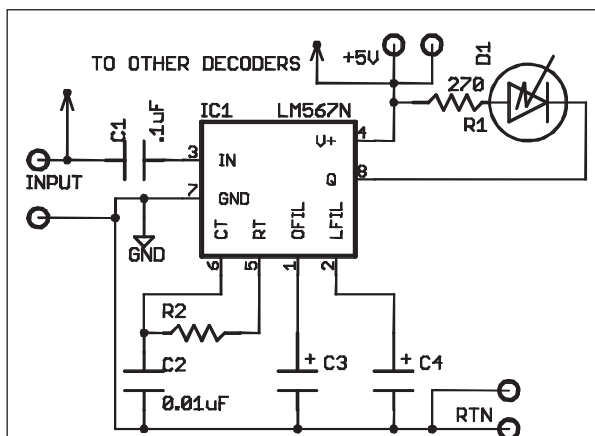 TO OTHER DECODERS
+5V
D1
270
R1
IC1
LM567N
C1
.1uF
V+
4
3
IN
INPUT
Q
8
7
GND
GND
CT
RT
OFIL
LFIL
6
5
1
2
R2
C2
0.01uF
+
C3
+
C4
RTN